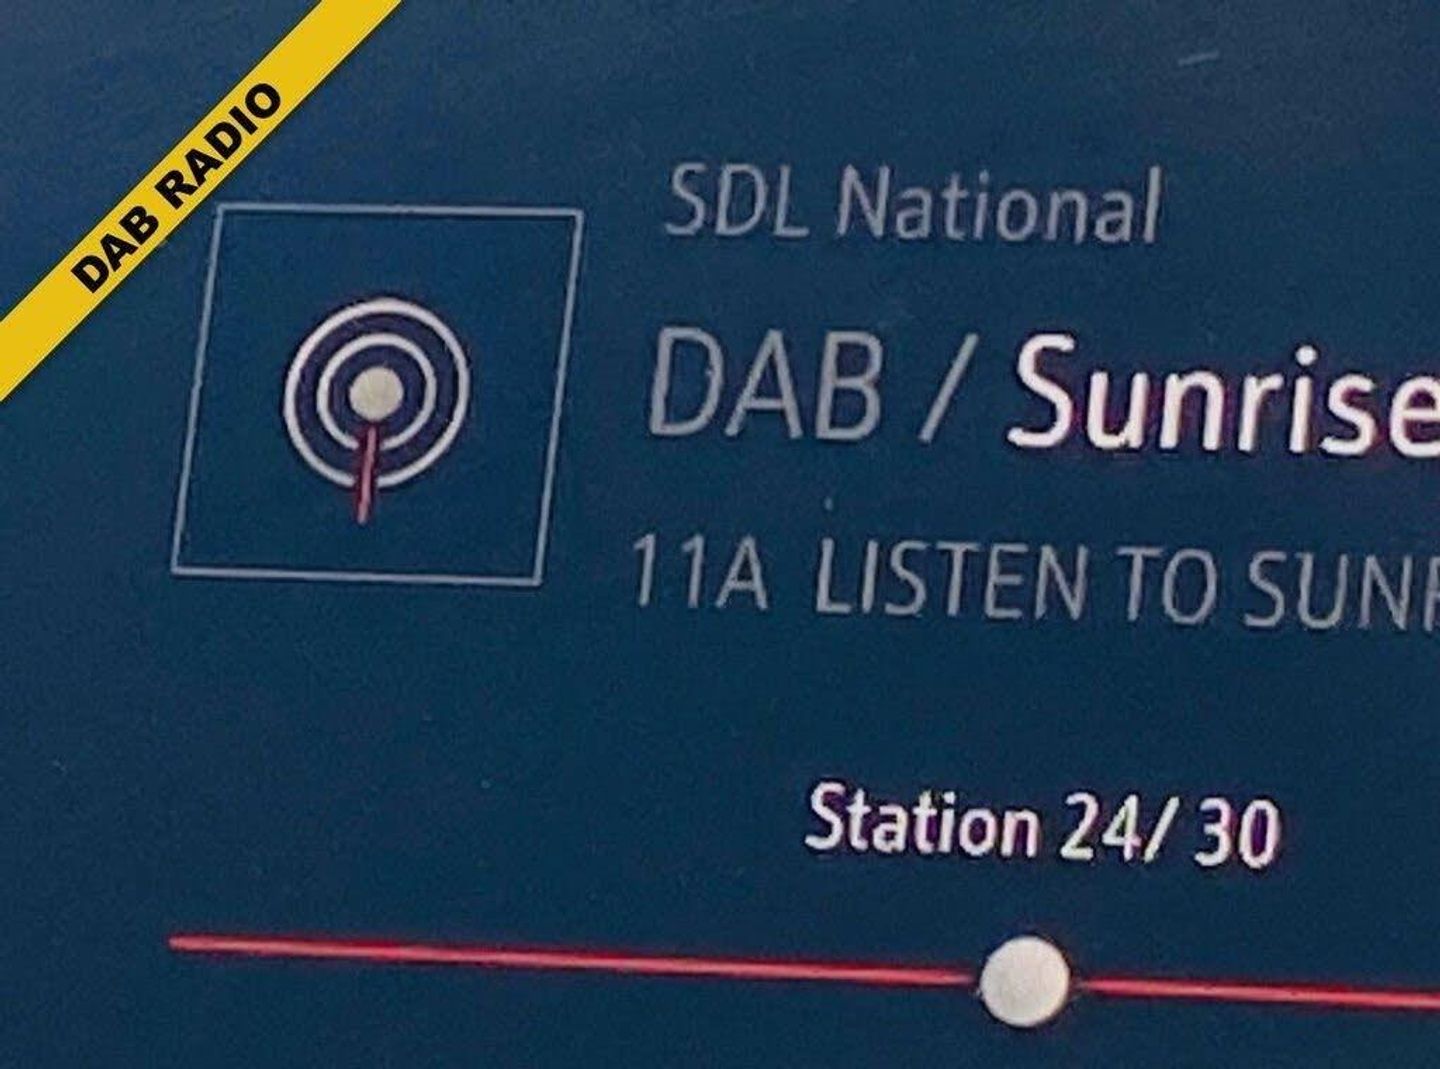 DAB RADIO
SDL National
DAB / Sunrise
11A LISTEN TO
Station 24/ 30